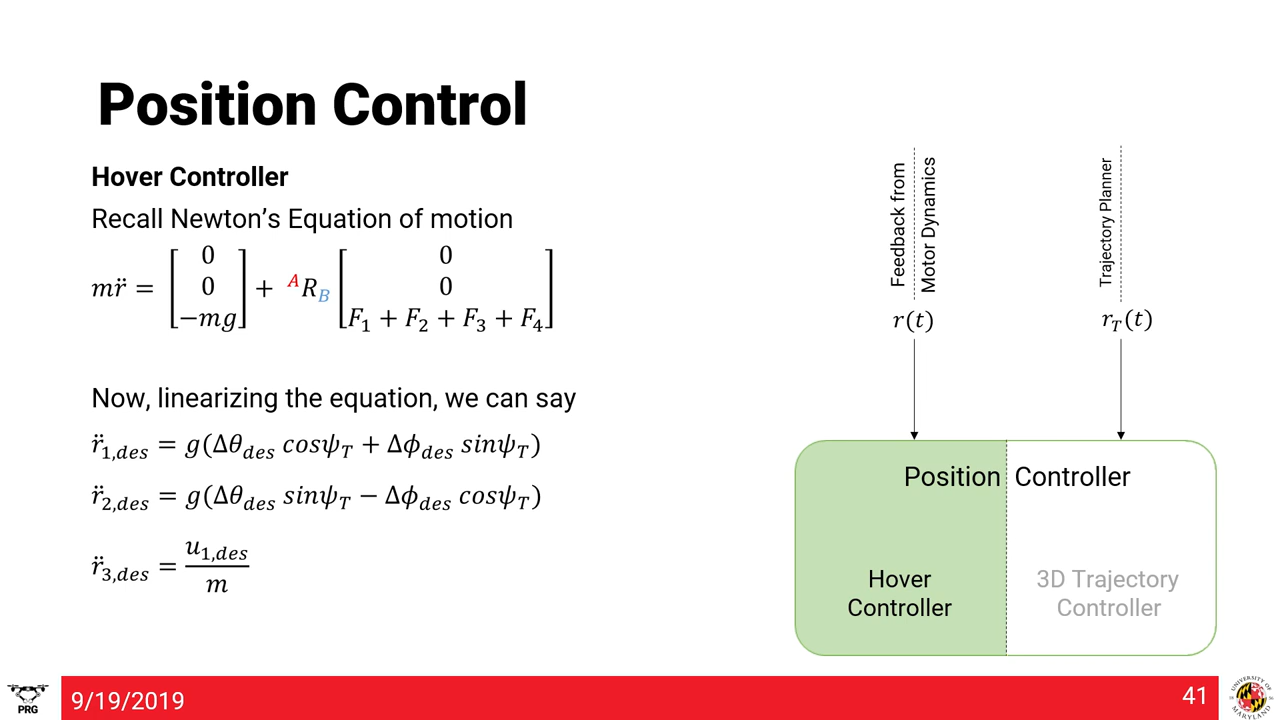 Position Control
Hover Controller
Recall Newton's Equation of motion
mr̈ = [0 0 −mg] + ᴬR_B [0 0 F₁ + F₂ + F₃ + F₄]
Now, linearizing the equation, we can say
r̈₁,des = g(Δθ_des cosψ_T + Δϕ_des sinψ_T)
r̈₂,des = g(Δθ_des sinψ_T − Δϕ_des cosψ_T)
r̈₃,des = u₁,des / m
Feedback from
Motor Dynamics
Trajectory Planner
r(t)
r_T(t)
Position Controller
Hover
Controller
3D Trajectory
Controller
PRG
9/19/2019
41
UNIVERSITY OF
MARYLAND